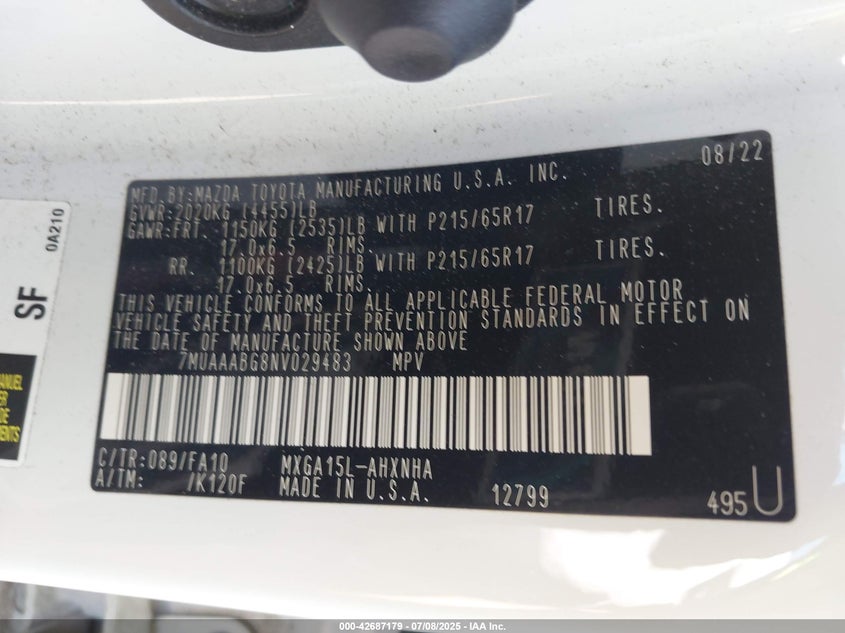 MFD BY:MAZDA TOYOTA MANUFACTURING U.S.A. INC. 08/22
GVWR:2020KG (4455)LB
GAWR:FRT. 1150KG (2535)LB WITH P215/65R17 TIRES.
17.0x6.5 RIMS.
RR. 1100KG (2425)LB WITH P215/65R17 TIRES.
17.0x6.5 RIMS.
THIS VEHICLE CONFORMS TO ALL APPLICABLE FEDERAL MOTOR
VEHICLE SAFETY AND THEFT PREVENTION STANDARDS IN EFFECT ON
THE DATE OF MANUFACTURE SHOWN ABOVE
7MUAAABG8NV029483 MPV
C/TR:089/FA10 MXGA15L-AHXNHA
A/TM: /K120F MADE IN U.S.A. 12799 495 U
0A210
SF
ANUEL
ER
DE
ENTS
000-42687179 | 07/08/2025 - IAA Inc.